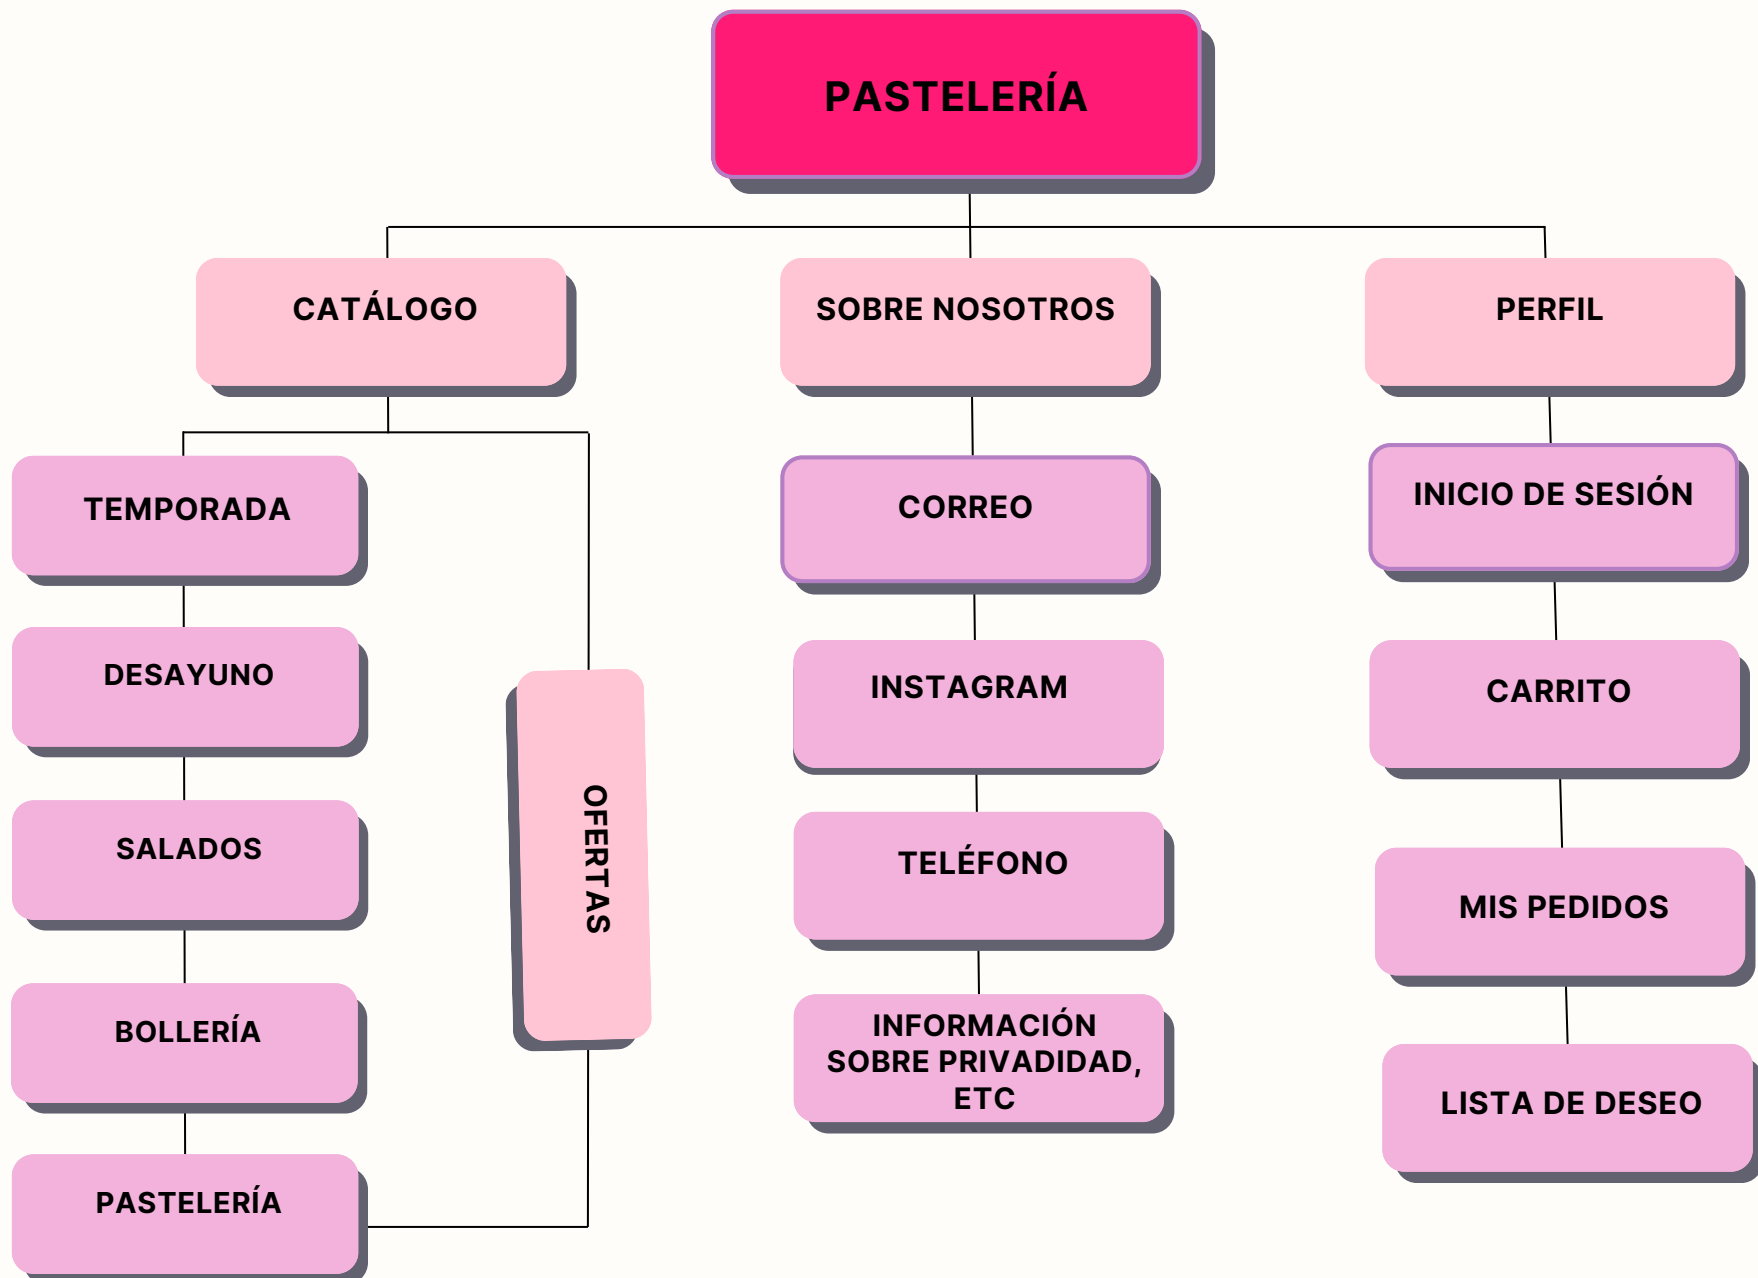 PASTELERÍA
CATÁLOGO
SOBRE NOSOTROS
PERFIL
TEMPORADA
DESAYUNO
SALADOS
BOLLERÍA
PASTELERÍA
OFERTAS
CORREO
INSTAGRAM
TELÉFONO
INFORMACIÓN
SOBRE PRIVADIDAD,
ETC
INICIO DE SESIÓN
CARRITO
MIS PEDIDOS
LISTA DE DESEO